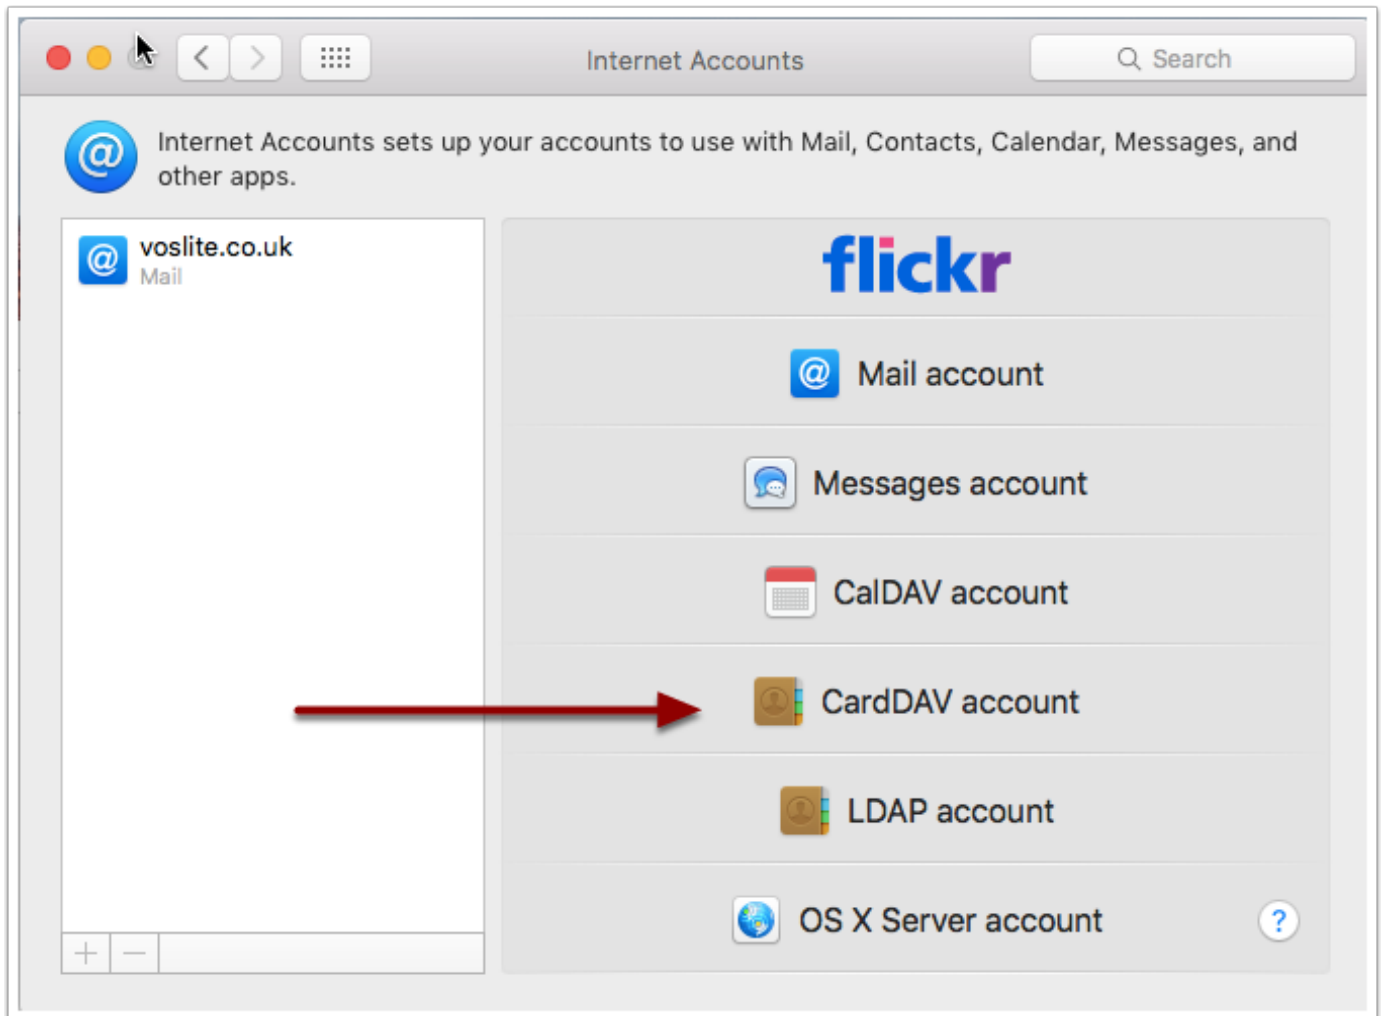 Internet Accounts
Search
Internet Accounts sets up your accounts to use with Mail, Contacts, Calendar, Messages, and
other apps.
@ voslite.co.uk
Mail
flickr
@ Mail account
Messages account
CalDAV account
CardDAV account
LDAP account
OS X Server account
?